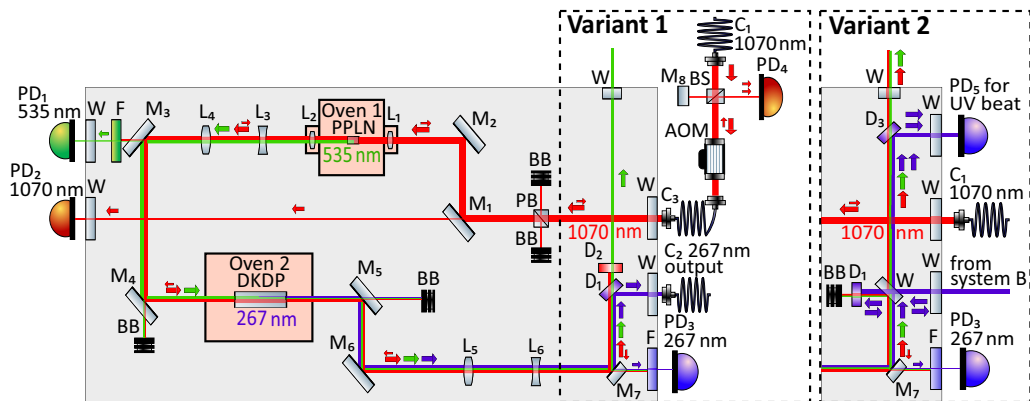 Variant 1
Variant 2
C₁
1070 nm
M₈
BS
PD₄
AOM
W
PD₁
535 nm
W
F
M₃
L₄
L₃
L₂
Oven 1
PPLN
L₁
535 nm
M₂
PD₂
1070 nm
W
M₁
BB
PB
BB
1070 nm
W
C₃
C₂ 267 nm
output
D₂
D₁
W
PD₃
267 nm
F
M₇
M₄
BB
Oven 2
DKDP
267 nm
M₅
BB
M₆
L₅
L₆
W
PD₅ for
UV beat
W
D₃
C₁
1070 nm
W
1070 nm
BB
D₁
W
W
from
system B
PD₃
267 nm
F
M₇